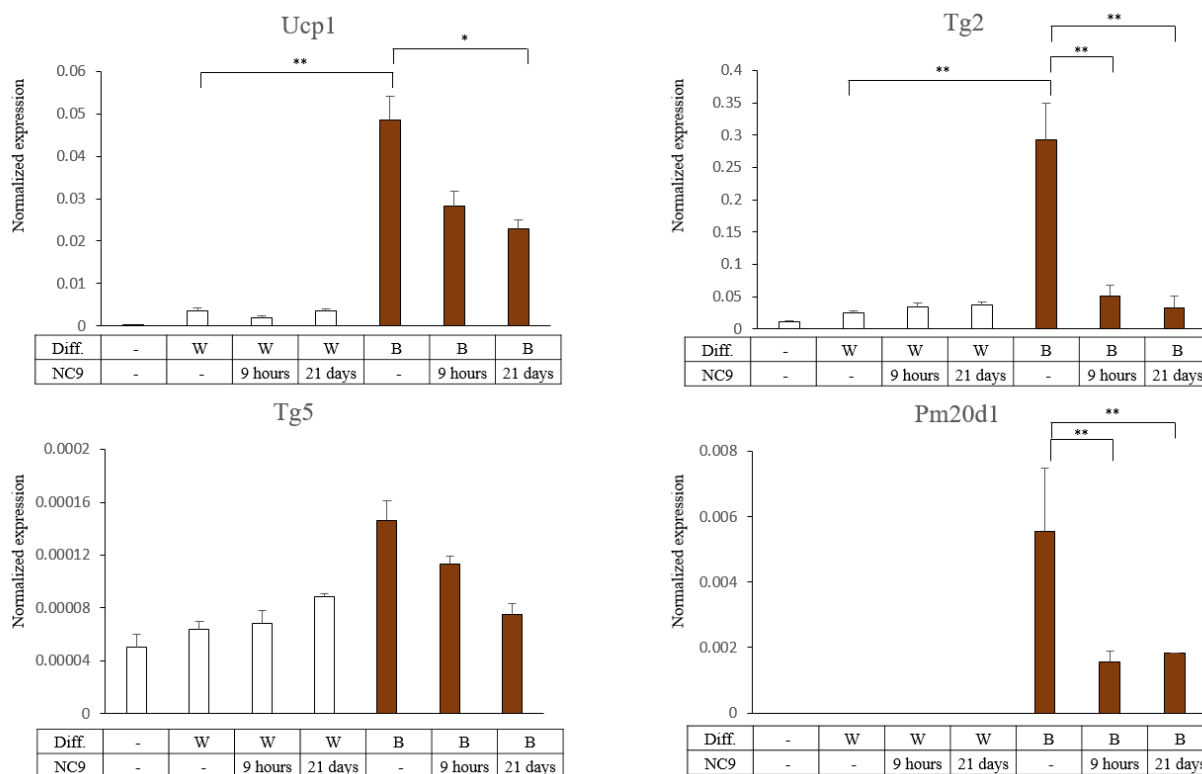 Ucp1
**
*
Normalized expression
0.06
0.05
0.04
0.03
0.02
0.01
0
Diff. - W W W B B B
NC9 - - 9 hours 21 days - 9 hours 21 days
Tg2
**
**
**
Normalized expression
0.4
0.35
0.3
0.25
0.2
0.15
0.1
0.05
0
Diff. - W W W B B B
NC9 - - 9 hours 21 days - 9 hours 21 days
Tg5
Normalized expression
0.0002
0.00016
0.00012
0.00008
0.00004
0
Diff. - W W W B B B
NC9 - - 9 hours 21 days - 9 hours 21 days
Pm20d1
**
**
Normalized expression
0.008
0.006
0.004
0.002
0
Diff. - W W W B B B
NC9 - - 9 hours 21 days - 9 hours 21 days